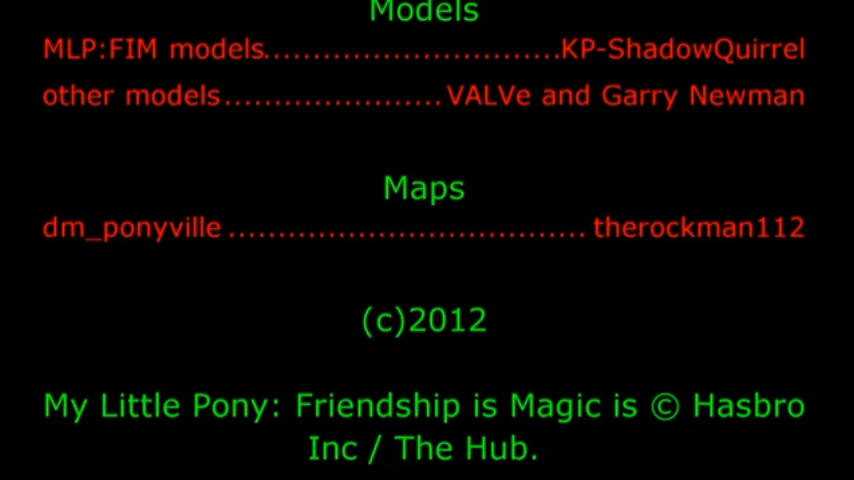 Models
MLP:FIM models..............................KP-ShadowQuirrel
other models......................VALVe and Garry Newman
Maps
dm_ponyville .................................... therockman112
(c)2012
My Little Pony: Friendship is Magic is © Hasbro
Inc / The Hub.